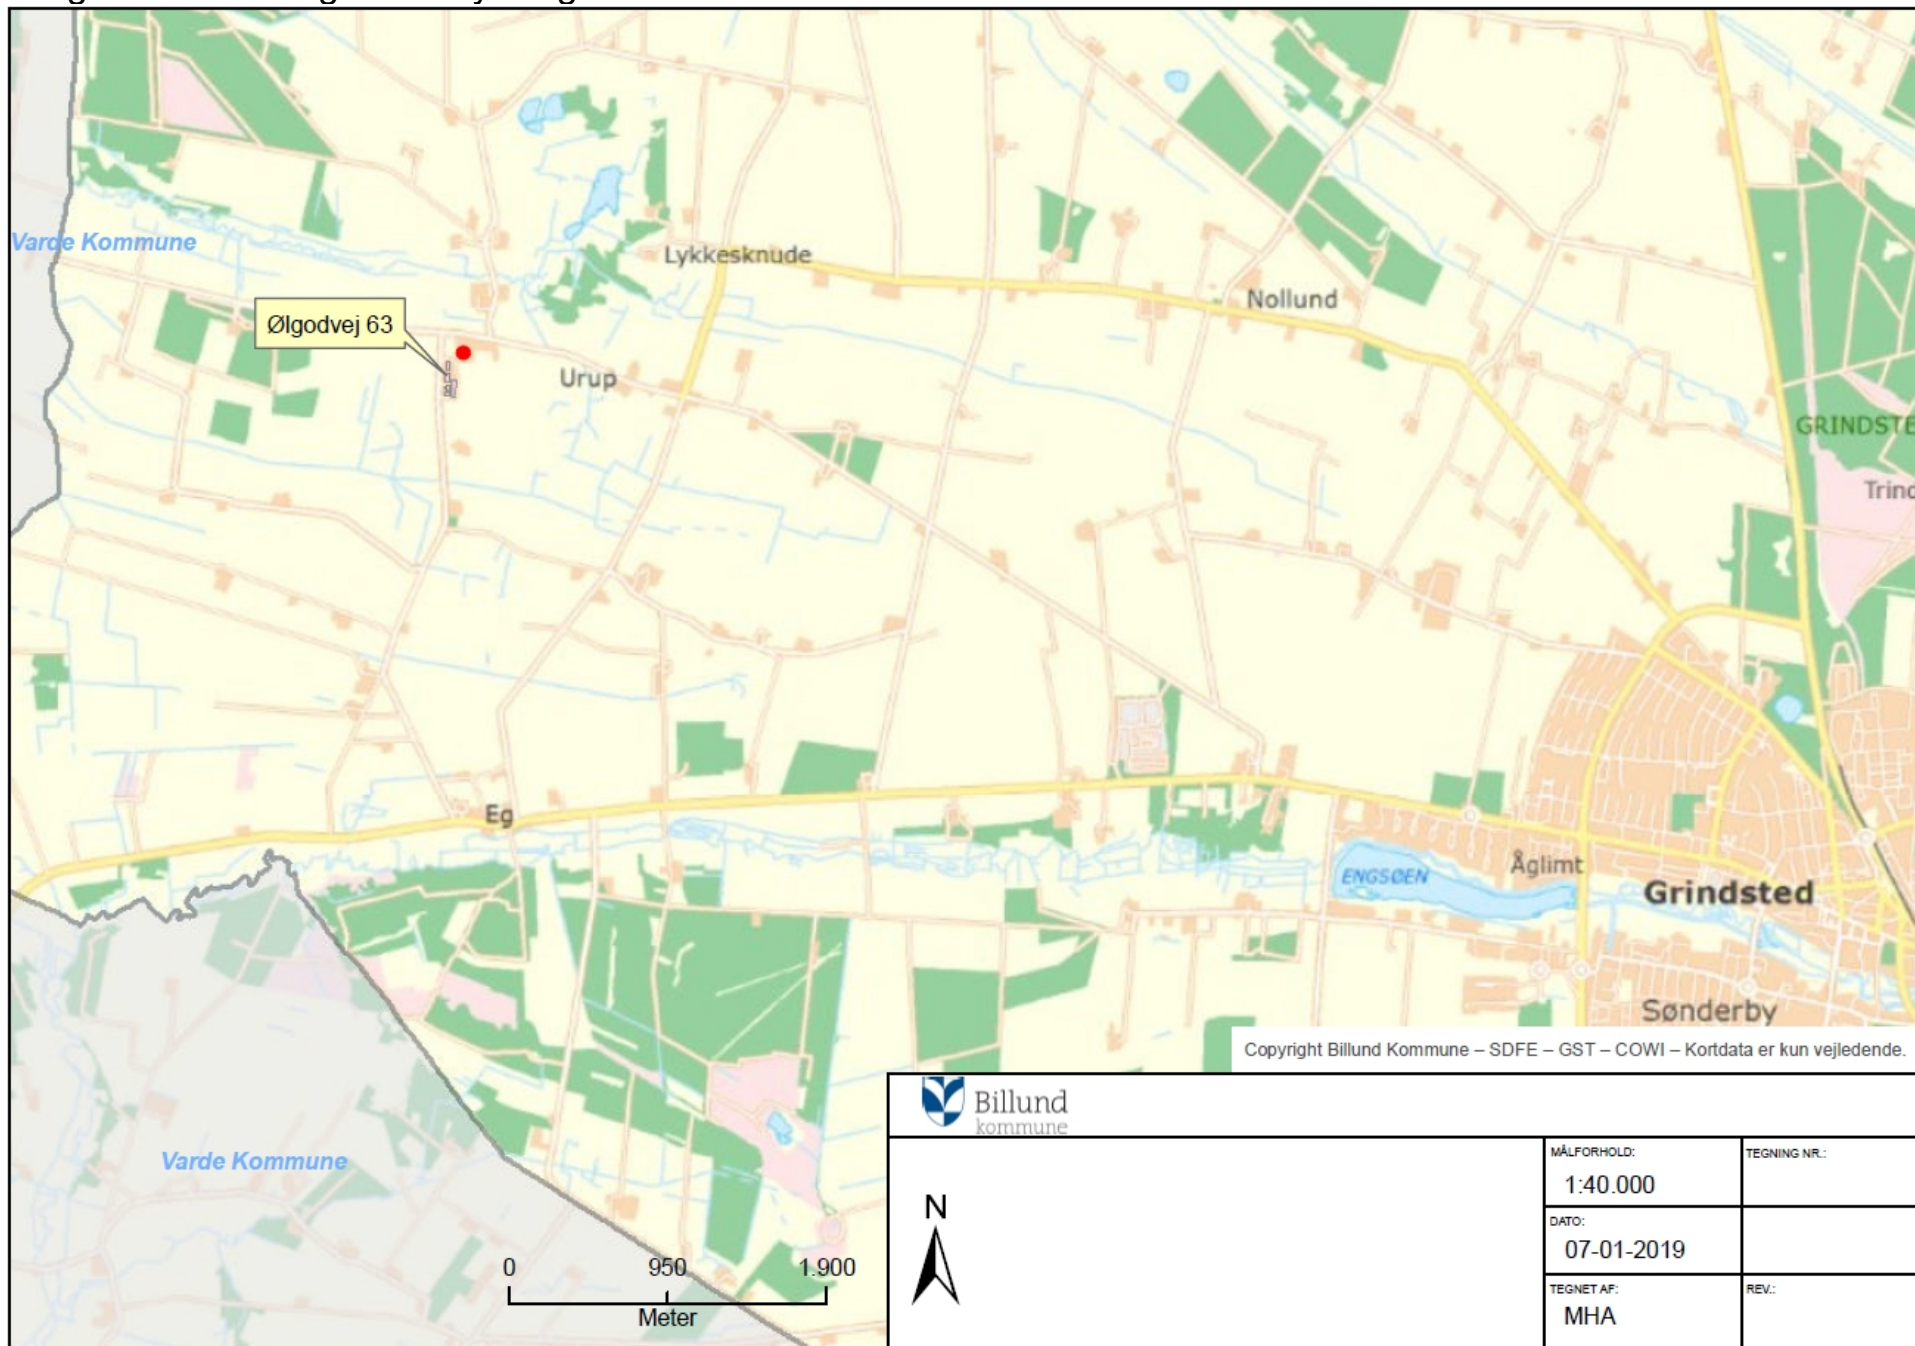 Varde Kommune
Lykkesknude
Nollund
Ølgodvej 63
Urup
GRINDSTE
Trind
Eg
ENGSØEN
Åglimt
Grindsted
Sønderby
Copyright Billund Kommune – SDFE – GST – COWI – Kortdata er kun vejledende.
Billund
kommune
Varde Kommune
MÅLFORHOLD:
1:40.000
TEGNING NR.:
N
DATO:
07-01-2019
0 950 1.900
Meter
TEGNET AF:
MHA
REV.: